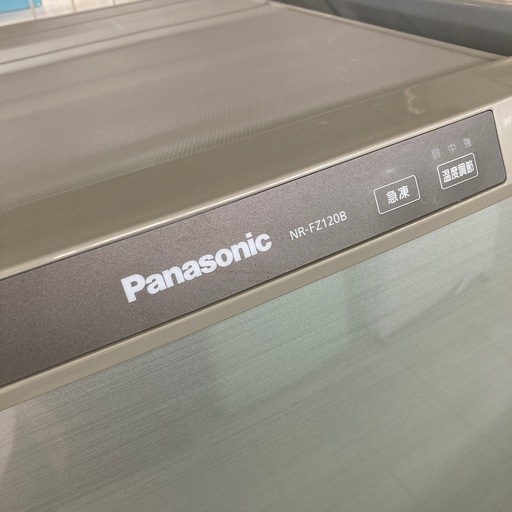 Panasonic
NR-FZ120B
急凍
弱 中 強
温度調節